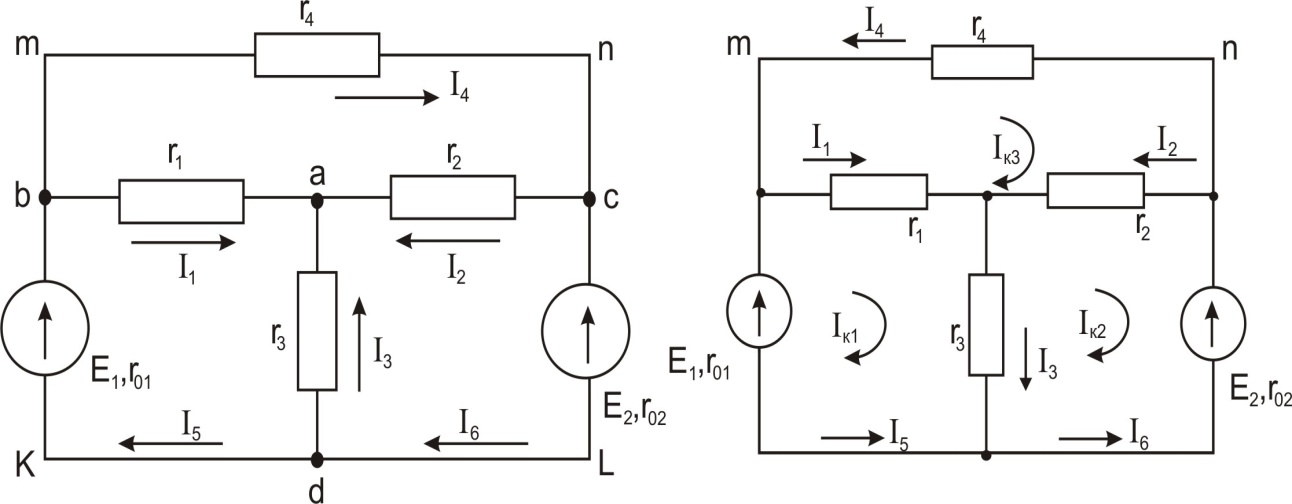 r₄
m
n
I₄
r₁
a
r₂
b
c
I₁
I₂
r₃
I₃
E₁,r₀₁
E₂,r₀₂
I₅
I₆
K
L
d
I₄
r₄
m
n
I₁
Iк₃
I₂
r₁
r₂
Iк₁
r₃
Iк₂
E₁,r₀₁
I₃
E₂,r₀₂
I₅
I₆